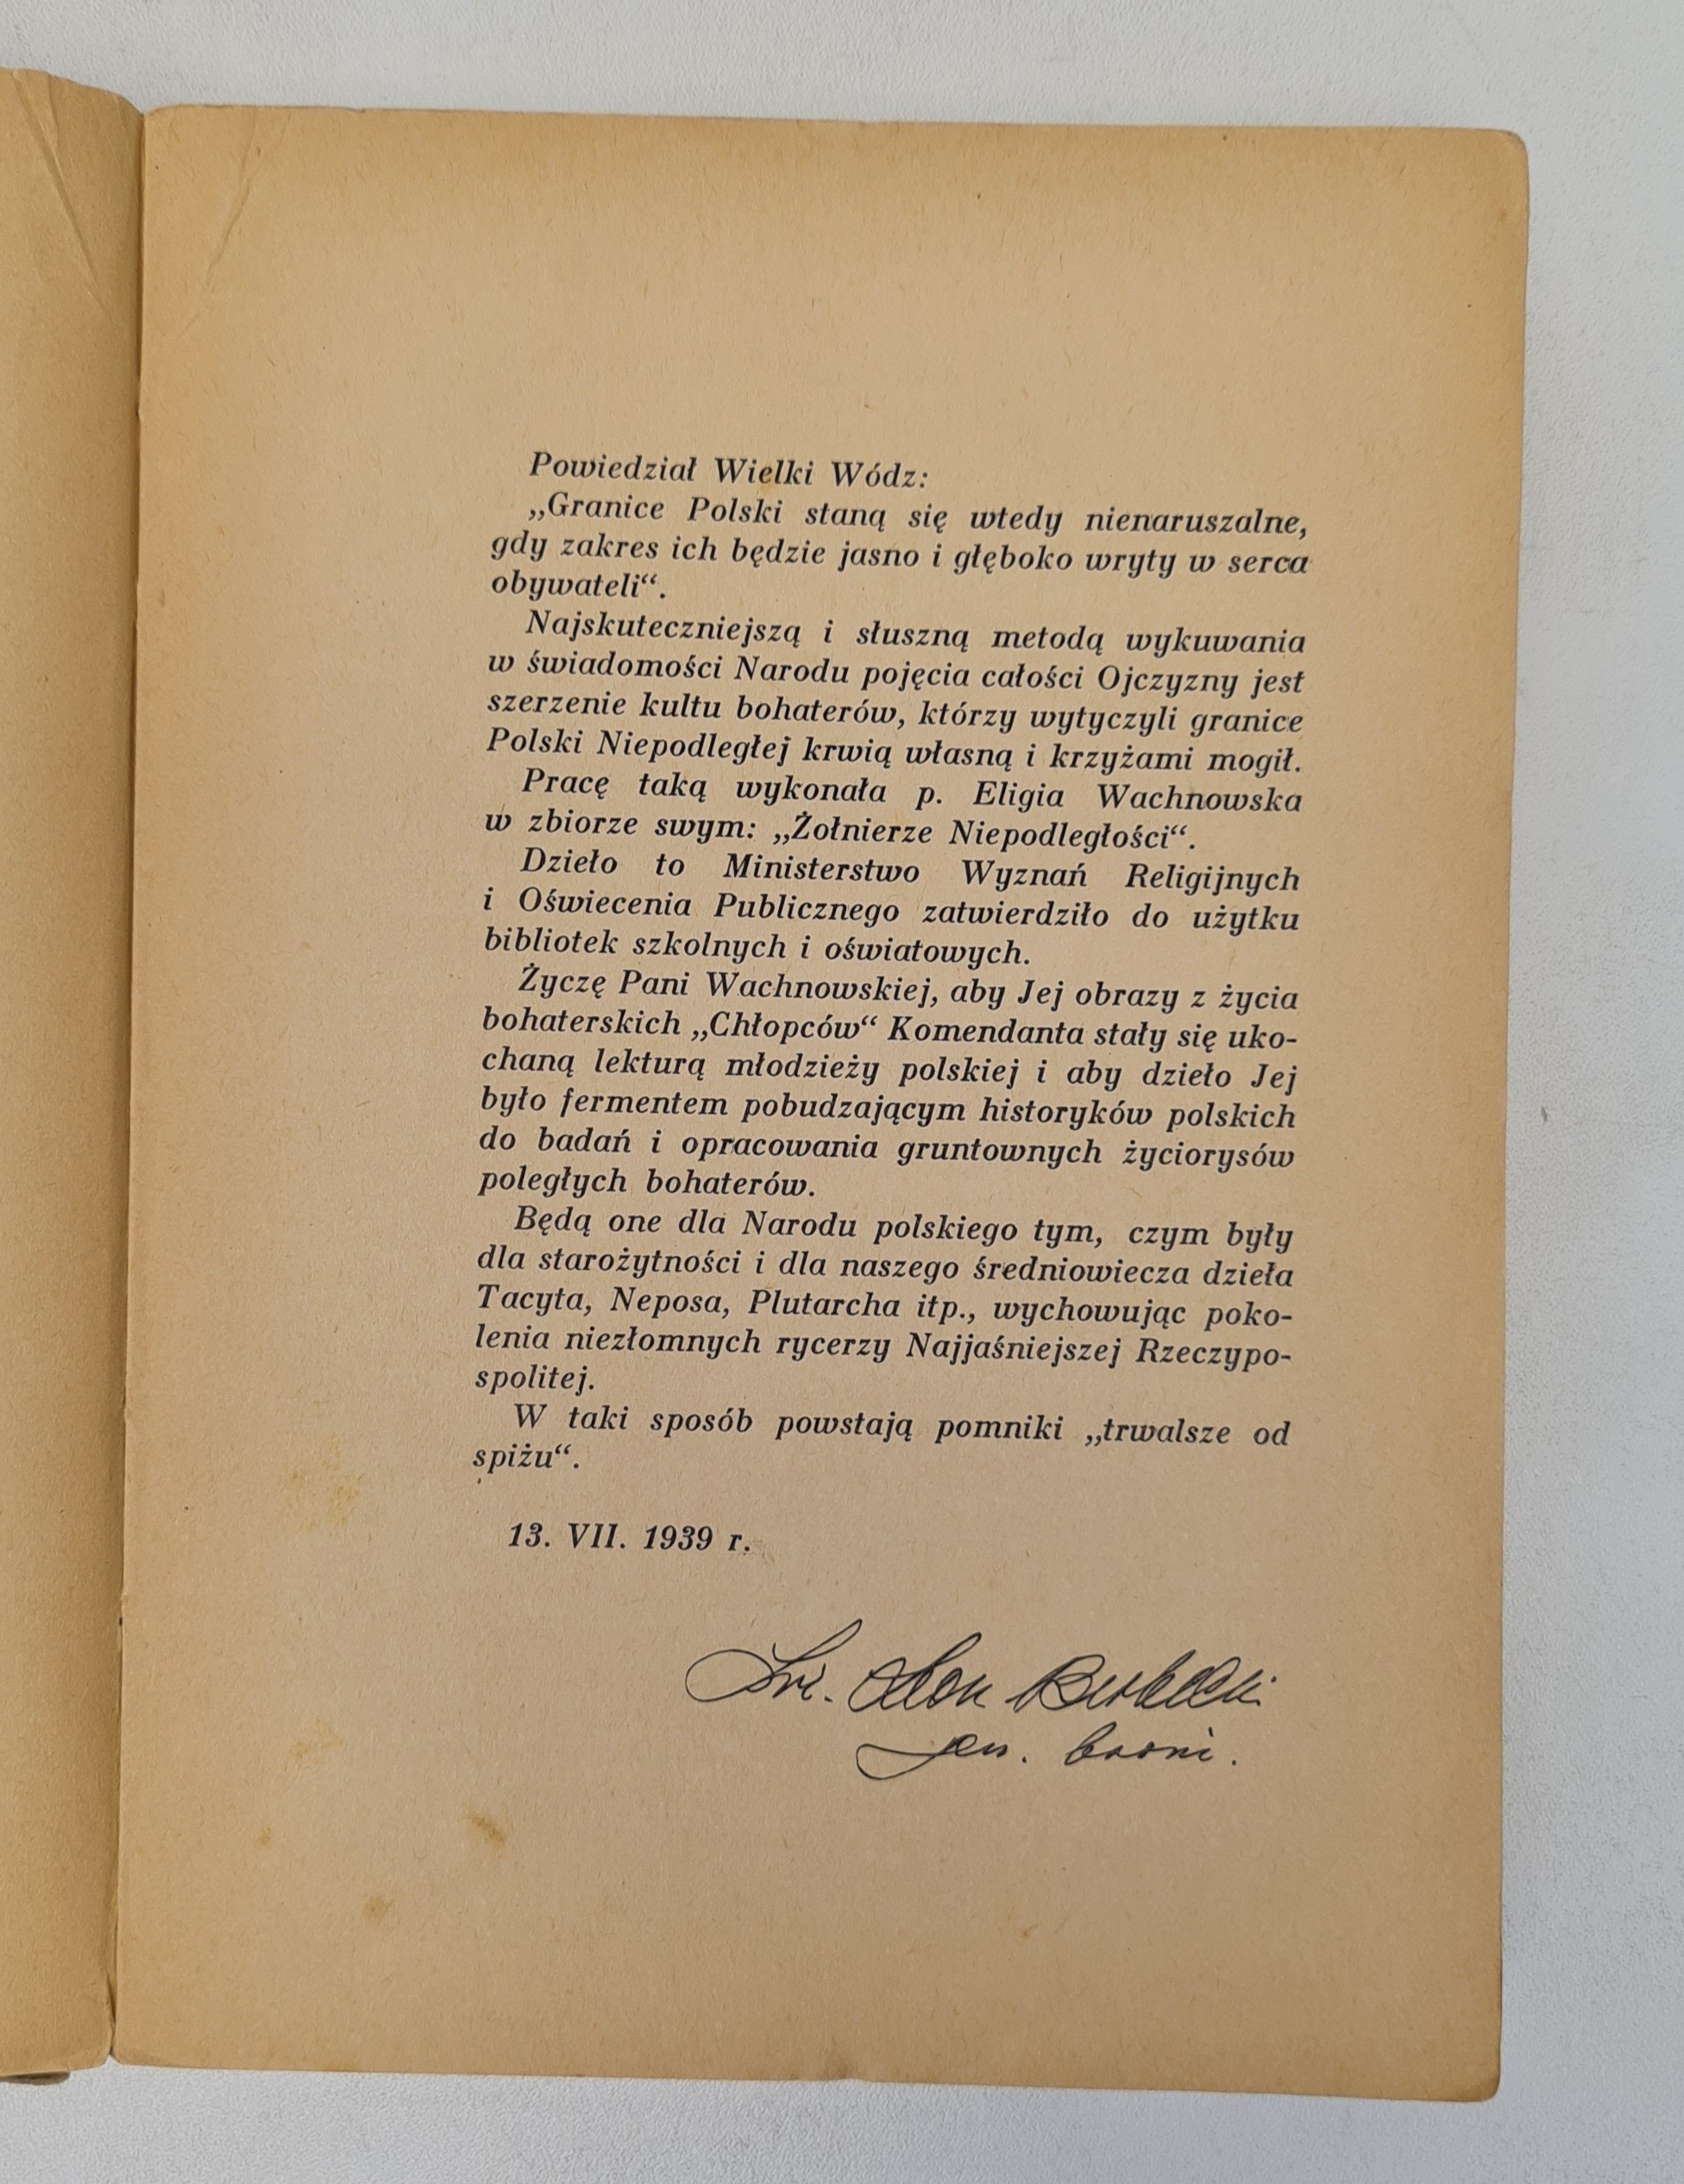 Powiedział Wielki Wódz:
„Granice Polski staną się wtedy nienaruszalne,
gdy zakres ich będzie jasno i głęboko wryty w serca
obywateli“.
Najskuteczniejszą i słuszną metodą wykuwania
w świadomości Narodu pojęcia całości Ojczyzny jest
szerzenie kultu bohaterów, którzy wytyczyli granice
Polski Niepodległej krwią własną i krzyżami mogił.
Pracę taką wykonała p. Eligia Wachnowska
w zbiorze swym: „Żołnierze Niepodległości“.
Dzieło to Ministerstwo Wyznań Religijnych
i Oświecenia Publicznego zatwierdziło do użytku
bibliotek szkolnych i oświatowych.
Życzę Pani Wachnowskiej, aby Jej obrazy z życia
bohaterskich „Chłopców“ Komendanta stały się uko-
chaną lekturą młodzieży polskiej i aby dzieło Jej
było fermentem pobudzającym historyków polskich
do badań i opracowania gruntownych życiorysów
poległych bohaterów.
Będą one dla Narodu polskiego tym, czym były
dla starożytności i dla naszego średniowiecza dzieła
Tacyta, Neposa, Plutarcha itp., wychowując poko-
lenia niezłomnych rycerzy Najjaśniejszej Rzeczypo-
spolitej.
W taki sposób powstają pomniki „trwalsze od
spiżu“.
13. VII. 1939 r.
Leon Berbecki
gen. broni.